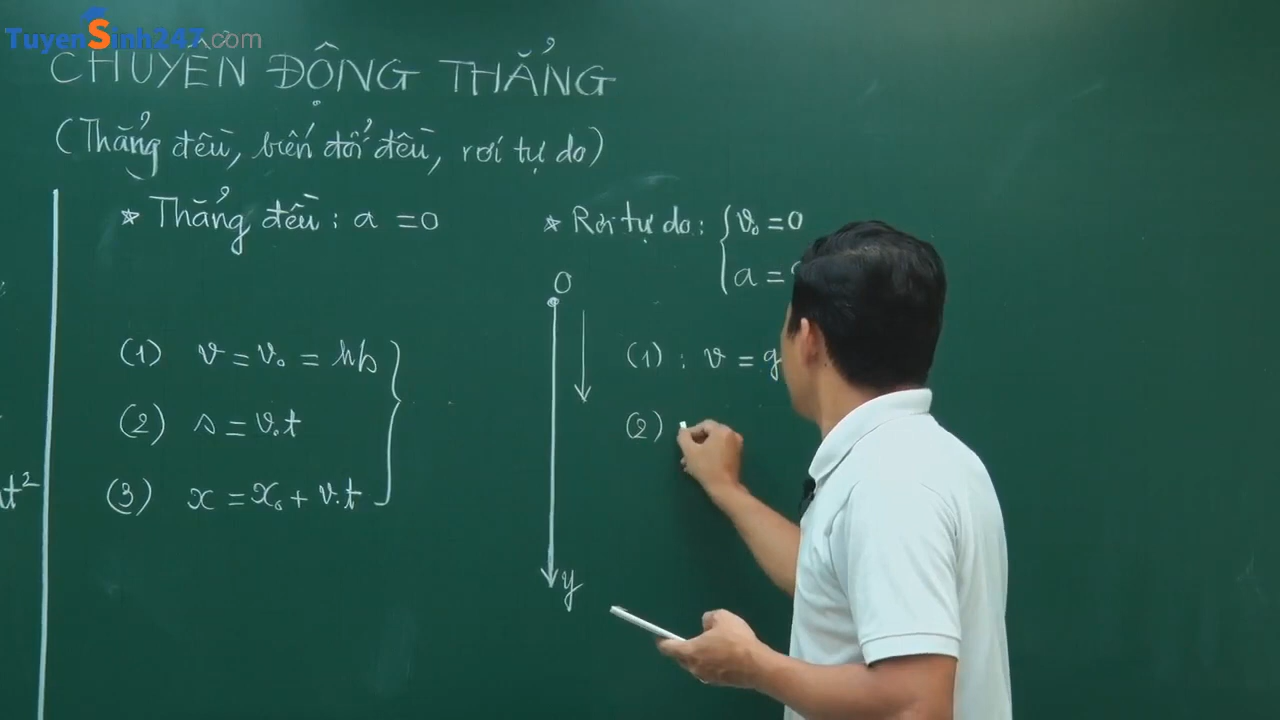 TuyenSinh247.com
CHUYỂN ĐỘNG THẲNG
(Thẳng đều, biến đổi đều, rơi tự do)
* Thẳng đều : a = 0
(1) v = v₀ = hs
(2) s = v.t
(3) x = x₀ + v.t
t²
* Rơi tự do : { v₀ = 0
a =
O
(1) : v = g
(2)
y